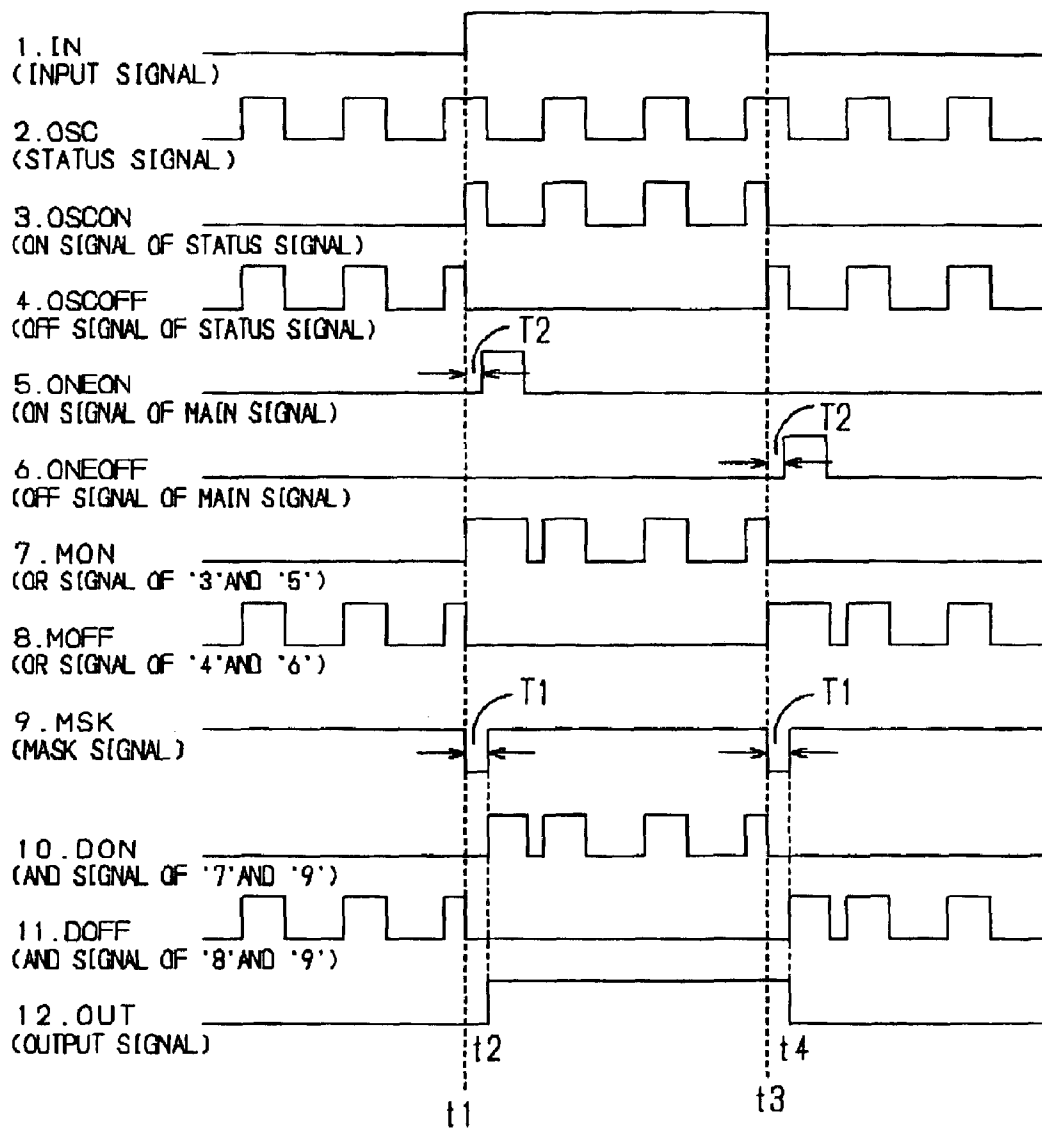 1.IN
(INPUT SIGNAL)
2.OSC
(STATUS SIGNAL)
3.OSCON
(ON SIGNAL OF STATUS SIGNAL)
4.OSCOFF
(OFF SIGNAL OF STATUS SIGNAL)
T2
5.ONEON
(ON SIGNAL OF MAIN SIGNAL)
T2
6.ONEOFF
(OFF SIGNAL OF MAIN SIGNAL)
7.MON
(OR SIGNAL OF '3'AND '5')
8.MOFF
(OR SIGNAL OF '4'AND '6')
T1 T1
9.MSK
(MASK SIGNAL)
10.DON
(AND SIGNAL OF '7'AND '9')
11.DOFF
(AND SIGNAL OF '8'AND '9')
12.OUT
(OUTPUT SIGNAL)
t2 t4
t1 t3